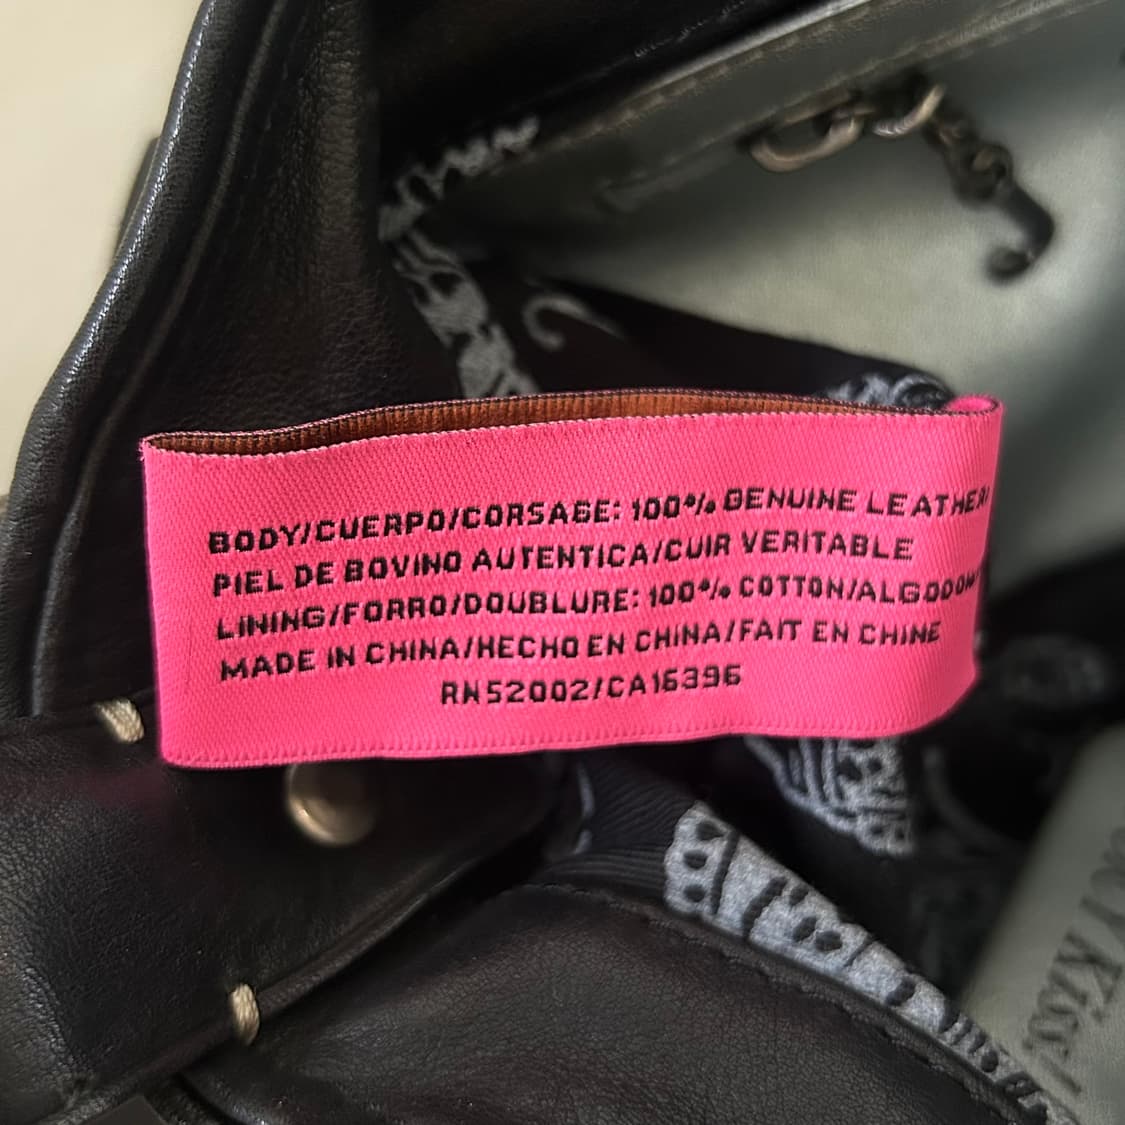 BODY/CUERPO/CORSAGE: 100% GENUINE LEATHER/
PIEL DE BOVINO AUTENTICA/CUIR VERITABLE
LINING/FORRO/DOUBLURE: 100% COTTON/ALGODON/
MADE IN CHINA/HECHO EN CHINA/FAIT EN CHINE
RN52002/CA16396